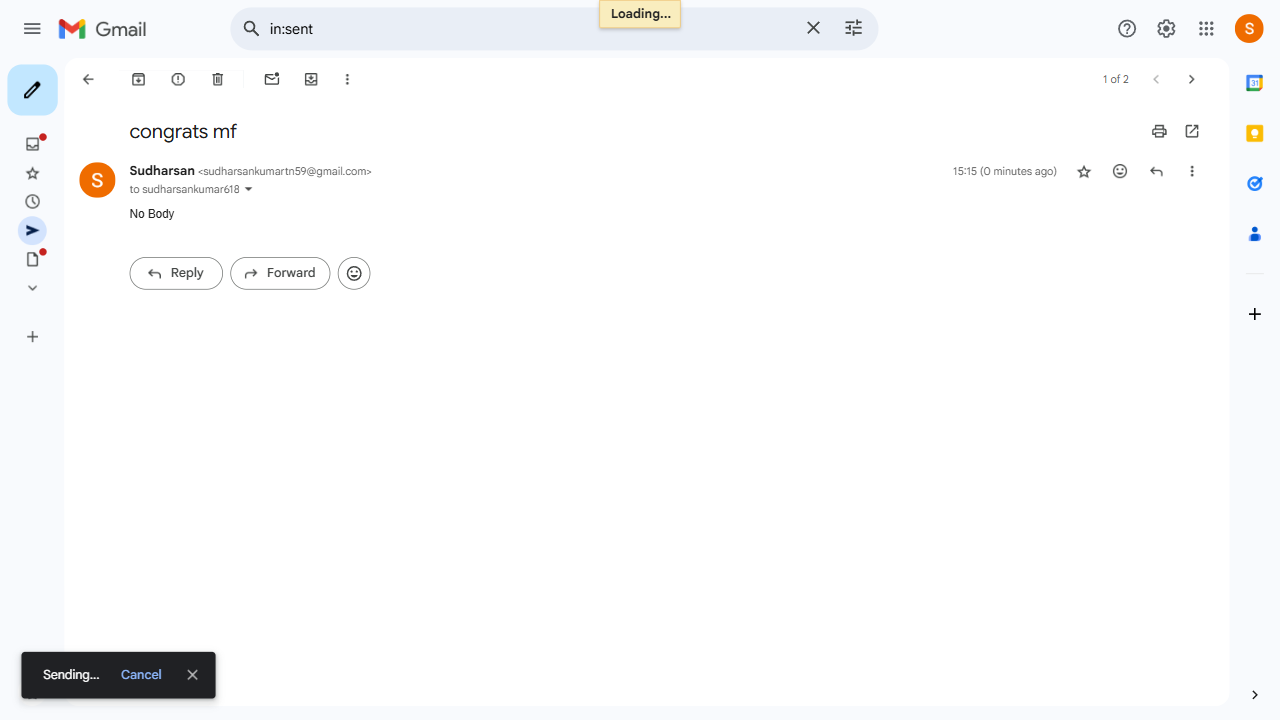 Loading...
Gmail
in:sent
S
1 of 2
31
congrats mf
S
Sudharsan <sudharsankumartn59@gmail.com>
15:15 (0 minutes ago)
to sudharsankumar618
No Body
Reply
Forward
Sending...
Cancel